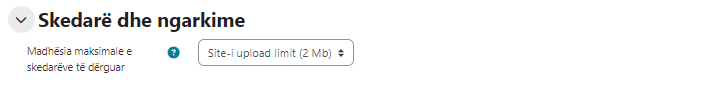 Skedarë dhe ngarkime
Madhësia maksimale e
skedarëve të dërguar
Site-i upload limit (2 Mb)